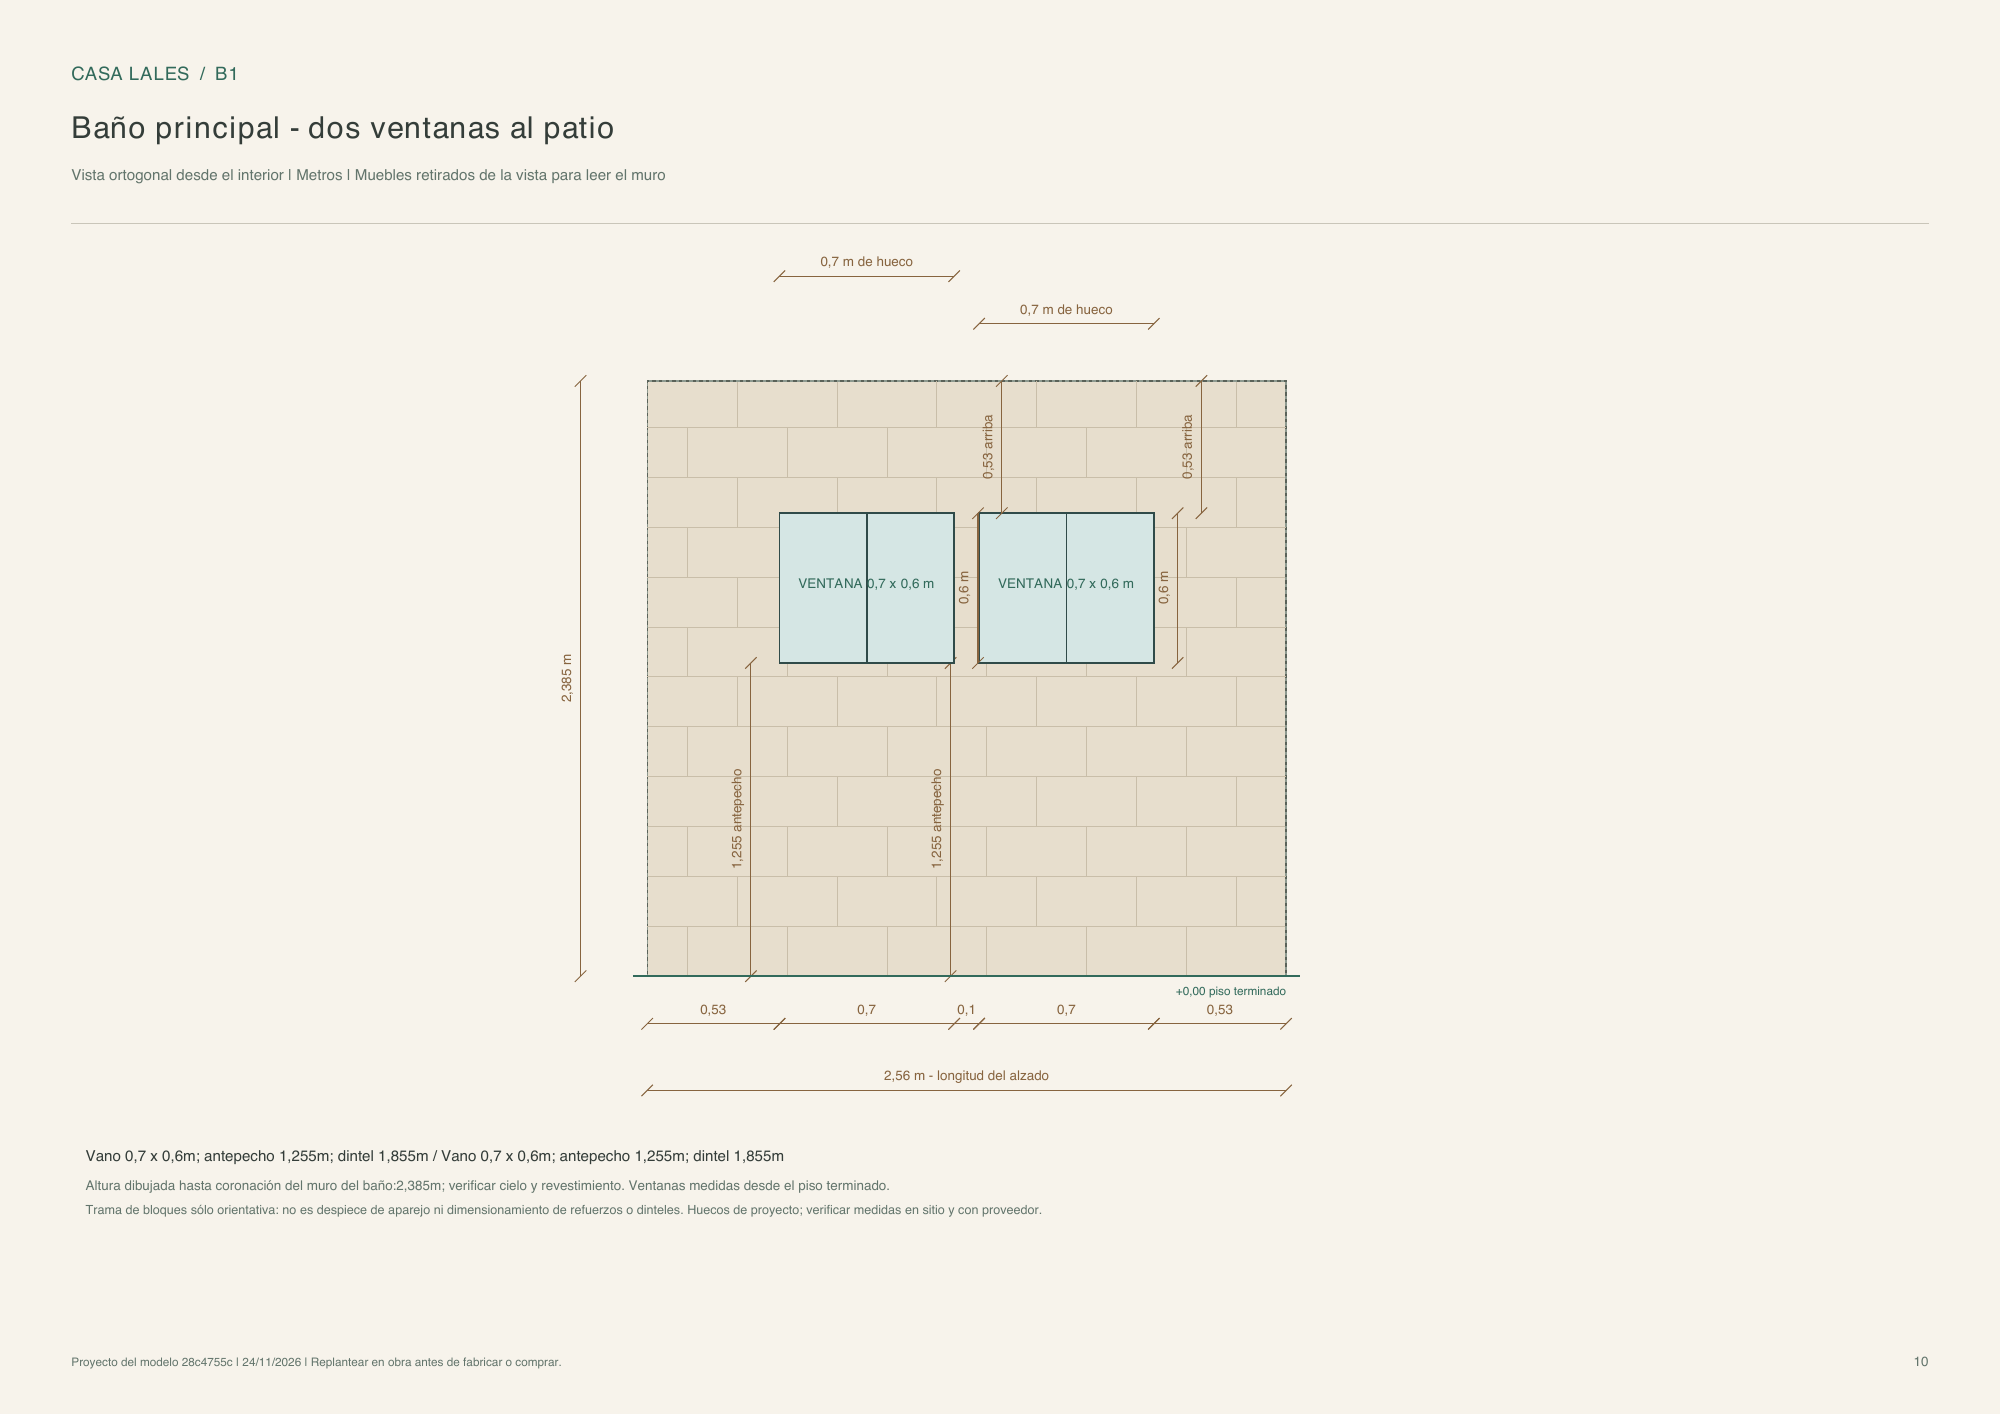 CASA LALES / B1
Baño principal - dos ventanas al patio
Vista ortogonal desde el interior | Metros | Muebles retirados de la vista para leer el muro
0,7 m de hueco
0,7 m de hueco
0,53 arriba
0,53 arriba
VENTANA 0,7 x 0,6 m
0,6 m
VENTANA 0,7 x 0,6 m
0,6 m
2,385 m
1,255 antepecho
1,255 antepecho
+0,00 piso terminado
0,53
0,7
0,1
0,7
0,53
2,56 m - longitud del alzado
Vano 0,7 x 0,6m; antepecho 1,255m; dintel 1,855m / Vano 0,7 x 0,6m; antepecho 1,255m; dintel 1,855m
Altura dibujada hasta coronación del muro del baño:2,385m; verificar cielo y revestimiento. Ventanas medidas desde el piso terminado.
Trama de bloques sólo orientativa: no es despiece de aparejo ni dimensionamiento de refuerzos o dinteles. Huecos de proyecto; verificar medidas en sitio y con proveedor.
Proyecto del modelo 28c4755c | 24/11/2026 | Replantear en obra antes de fabricar o comprar.
10